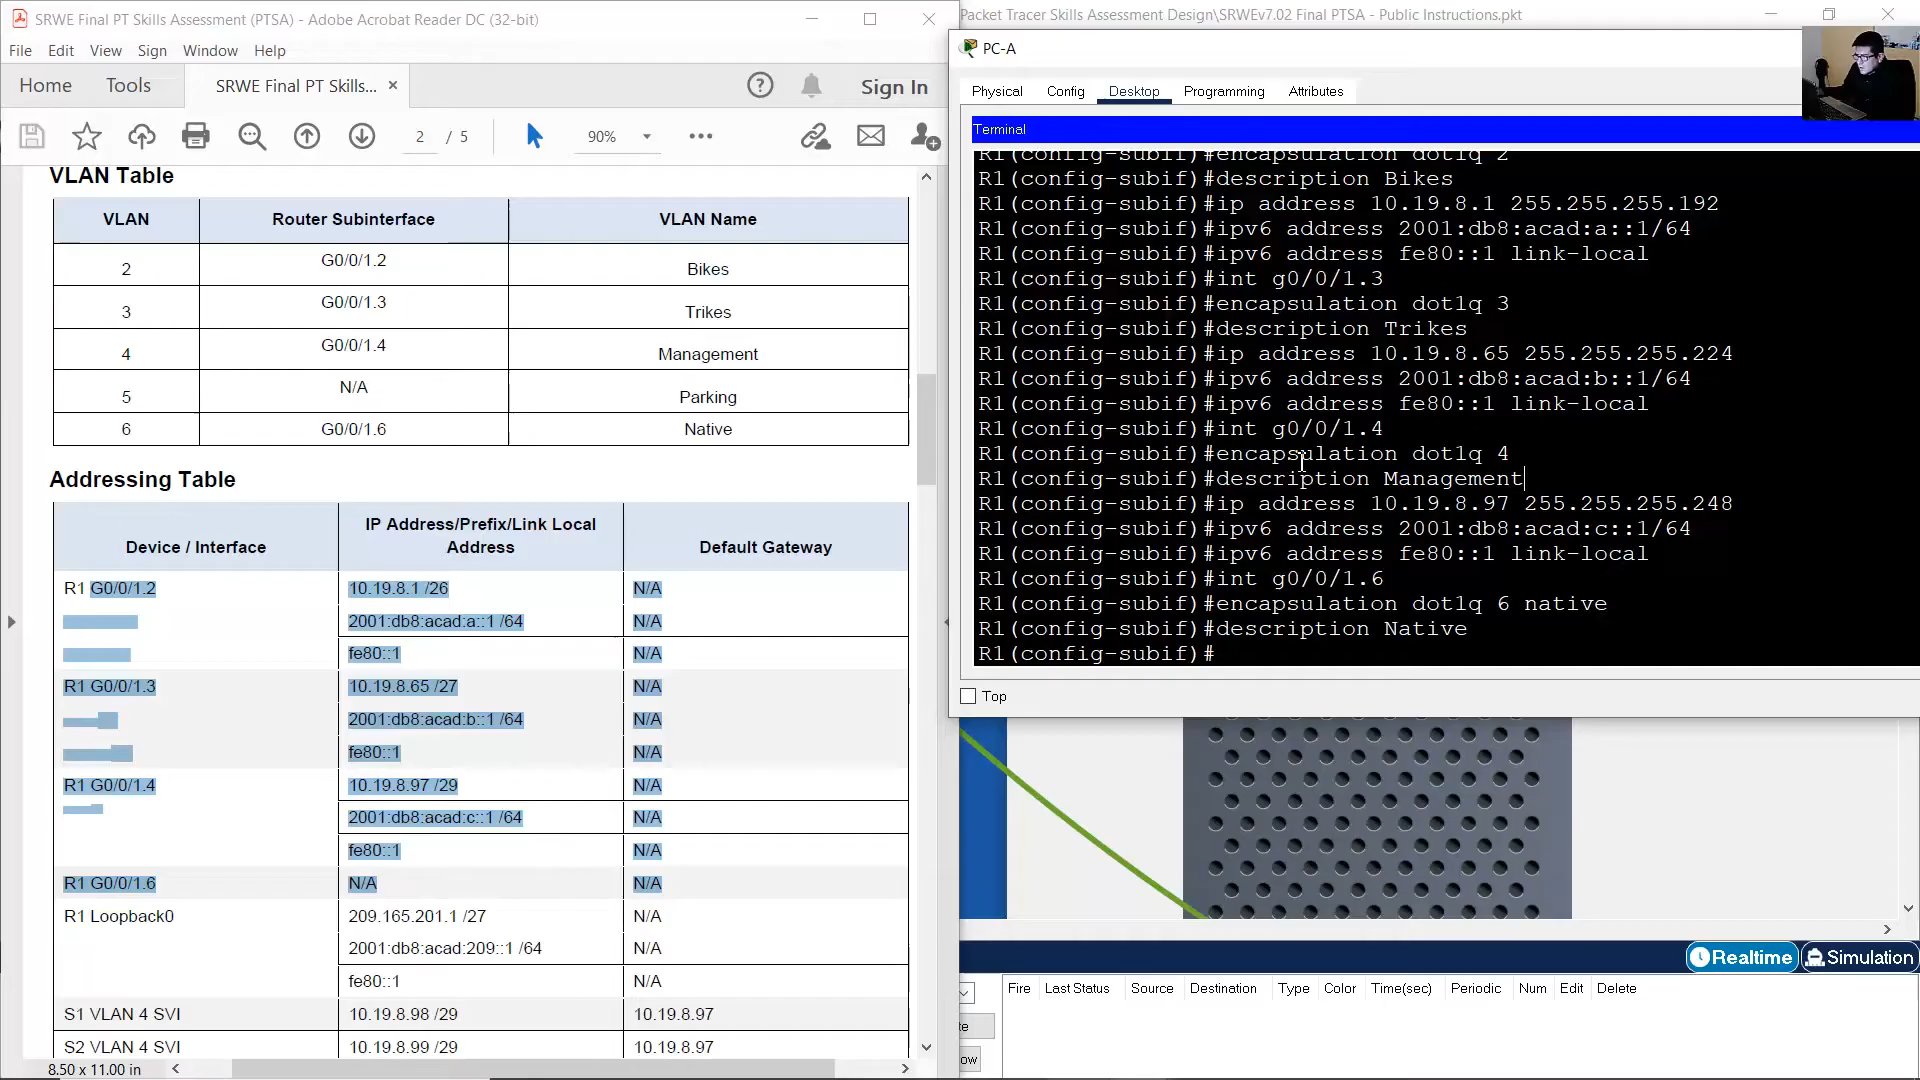 SRWE Final PT Skills Assessment (PTSA) - Adobe Acrobat Reader DC (32-bit)
File Edit View Sign Window Help
Home Tools SRWE Final PT Skills... × Sign In
2 / 5 90%
VLAN Table
VLAN Router Subinterface VLAN Name
2 G0/0/1.2 Bikes
3 G0/0/1.3 Trikes
4 G0/0/1.4 Management
5 N/A Parking
6 G0/0/1.6 Native
Addressing Table
Device / Interface IP Address/Prefix/Link Local Address Default Gateway
R1 G0/0/1.2 10.19.8.1 /26 N/A
2001:db8:acad:a::1 /64 N/A
fe80::1 N/A
R1 G0/0/1.3 10.19.8.65 /27 N/A
2001:db8:acad:b::1 /64 N/A
fe80::1 N/A
R1 G0/0/1.4 10.19.8.97 /29 N/A
2001:db8:acad:c::1 /64 N/A
fe80::1 N/A
R1 G0/0/1.6 N/A N/A
R1 Loopback0 209.165.201.1 /27 N/A
2001:db8:acad:209::1 /64 N/A
fe80::1 N/A
S1 VLAN 4 SVI 10.19.8.98 /29 10.19.8.97
S2 VLAN 4 SVI 10.19.8.99 /29 10.19.8.97
8.50 x 11.00 in
Packet Tracer Skills Assessment Design\SRWEv7.02 Final PTSA - Public Instructions.pkt
PC-A
Physical Config Desktop Programming Attributes
Terminal
R1(config-subif)#encapsulation dot1q 2
R1(config-subif)#description Bikes
R1(config-subif)#ip address 10.19.8.1 255.255.255.192
R1(config-subif)#ipv6 address 2001:db8:acad:a::1/64
R1(config-subif)#ipv6 address fe80::1 link-local
R1(config-subif)#int g0/0/1.3
R1(config-subif)#encapsulation dot1q 3
R1(config-subif)#description Trikes
R1(config-subif)#ip address 10.19.8.65 255.255.255.224
R1(config-subif)#ipv6 address 2001:db8:acad:b::1/64
R1(config-subif)#ipv6 address fe80::1 link-local
R1(config-subif)#int g0/0/1.4
R1(config-subif)#encapsulation dot1q 4
R1(config-subif)#description Management
R1(config-subif)#ip address 10.19.8.97 255.255.255.248
R1(config-subif)#ipv6 address 2001:db8:acad:c::1/64
R1(config-subif)#ipv6 address fe80::1 link-local
R1(config-subif)#int g0/0/1.6
R1(config-subif)#encapsulation dot1q 6 native
R1(config-subif)#description Native
R1(config-subif)#
Top
Realtime Simulation
Fire Last Status Source Destination Type Color Time(sec) Periodic Num Edit Delete